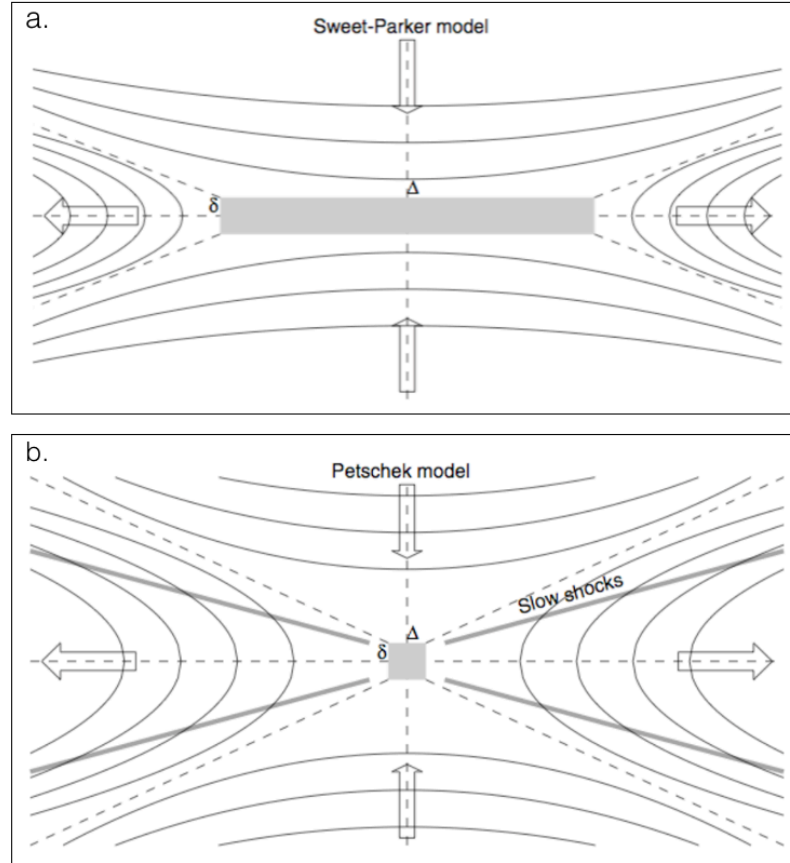 a.
Sweet-Parker model
Δ
δ
b.
Petschek model
Slow shocks
Δ
δ